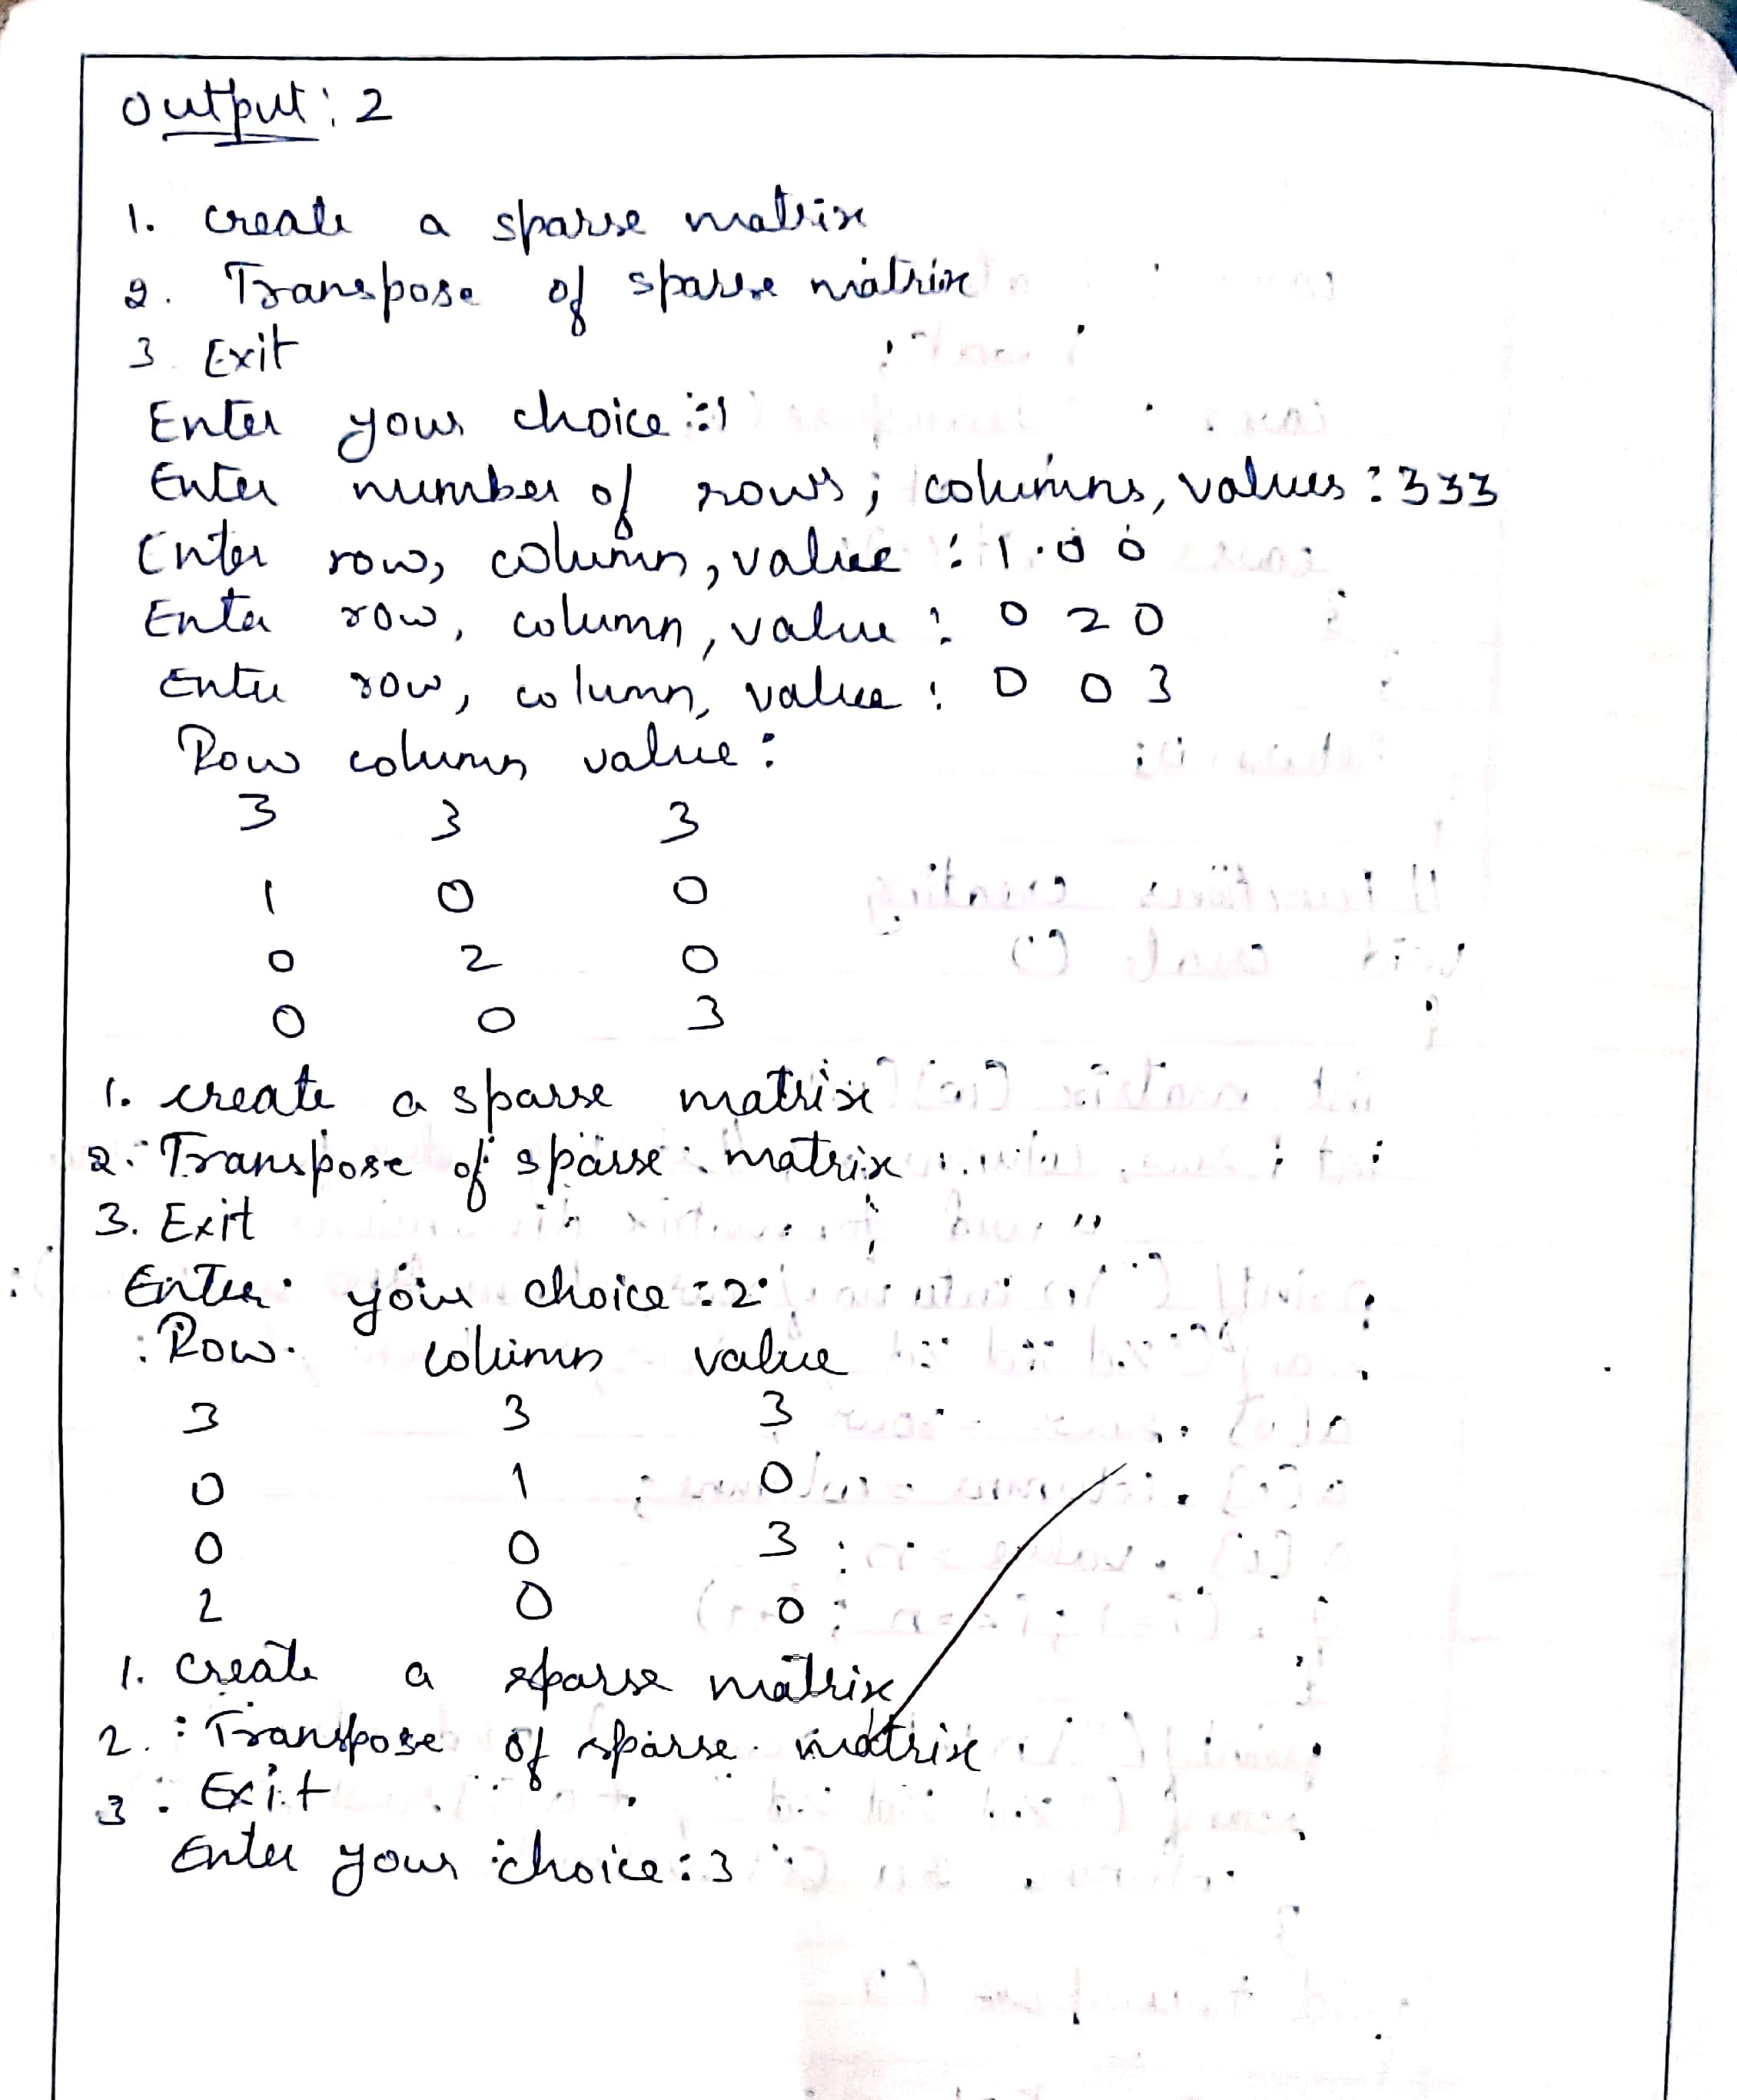 Output: 2
1. create a sparse matrix
2. Transpose of sparse matrix
3. Exit
Enter your choice :1
Enter number of rows, columns, values : 3 3 3
Enter row, column, value : 1 0 0
Enter row, column, value : 0 2 0
Enter row, column, value : 0 0 3
Row column value :
3 3 3
1 0 0
0 2 0
0 0 3
1. create a sparse matrix
2. Transpose of sparse matrix
3. Exit
Enter your choice : 2
Row column value
3 3 3
0 1 0
0 0 3
2 0 0
1. create a sparse matrix
2. Transpose of sparse matrix
3. Exit
Enter your choice : 3